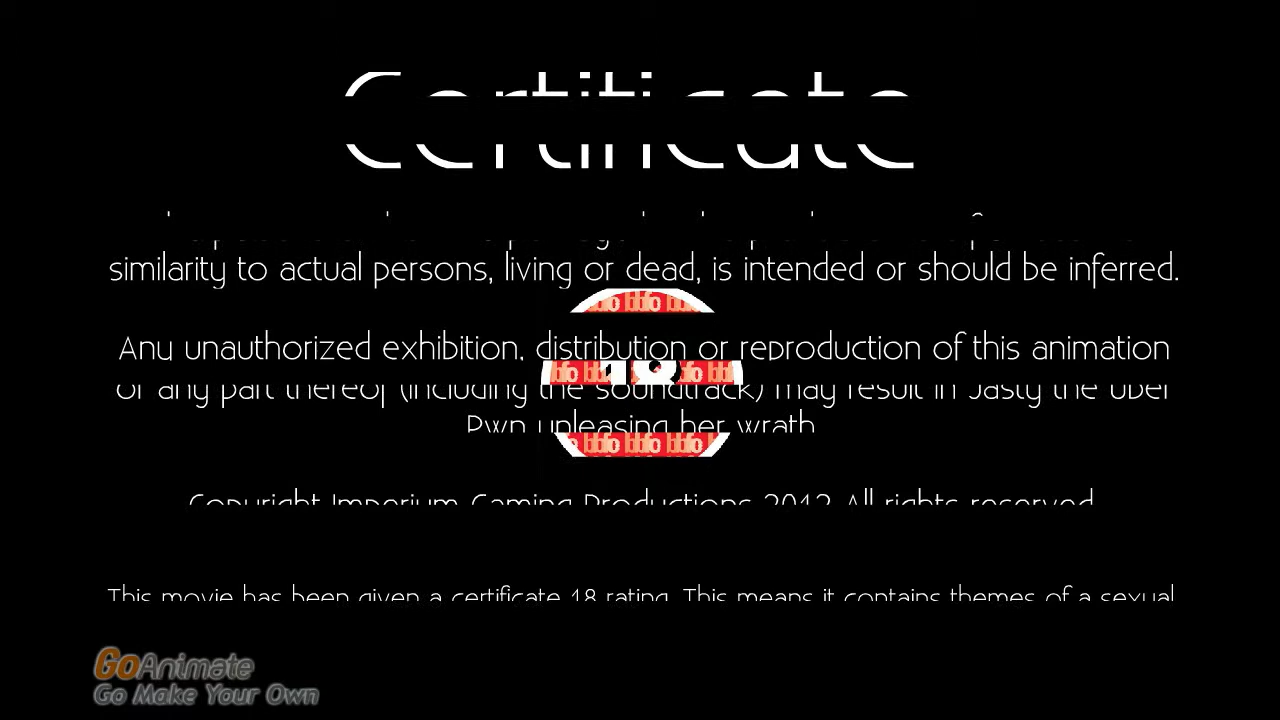 Certificate
similarity to actual persons, living or dead, is intended or should be inferred.
Any unauthorized exhibition, distribution or reproduction of this animation
or any part thereof (including the soundtrack) may result in Jasty the Uber
Pwn unpleasing her wrath
18
Copyright Imperium Gaming Productions 2012 All rights reserved
This movie has been given a certificate 18 rating. This means it contains themes of a sexual
GoAnimate
Go Make Your Own